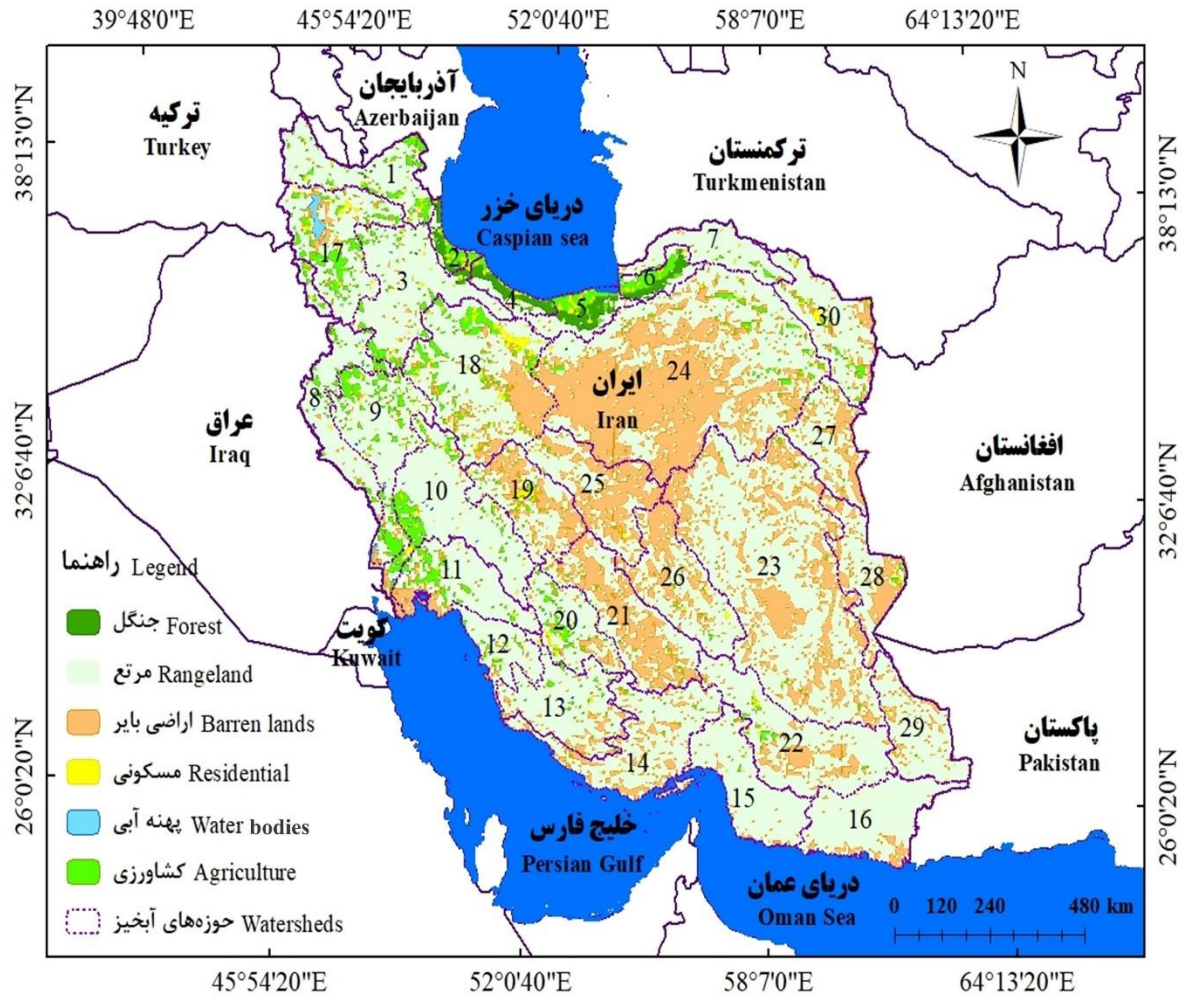 39°48'0"E 45°54'20"E 52°0'40"E 58°7'0"E 64°13'20"E
N
آذربایجان
Azerbaijan
ترکیه
Turkey
ترکمنستان
Turkmenistan
38°13'0"N
38°13'0"N
دریای خزر
Caspian sea
1
2
3
4
5
6
7
17
18
24
30
ایران
Iran
8
9
عراق
Iraq
27
افغانستان
Afghanistan
32°6'40"N
32°6'40"N
10
19
25
11
26
23
28
20
21
کویت
Kuwait
12
13
29
14
22
15
16
پاکستان
Pakistan
26°0'20"N
26°0'20"N
خلیج فارس
Persian Gulf
دریای عمان
Oman Sea
راهنما Legend
جنگل Forest
مرتع Rangeland
اراضی بایر Barren lands
مسکونی Residential
پهنه آبی Water bodies
کشاورزی Agriculture
حوزه‌های آبخیز Watersheds
0 120 240 480 km
45°54'20"E 52°0'40"E 58°7'0"E 64°13'20"E